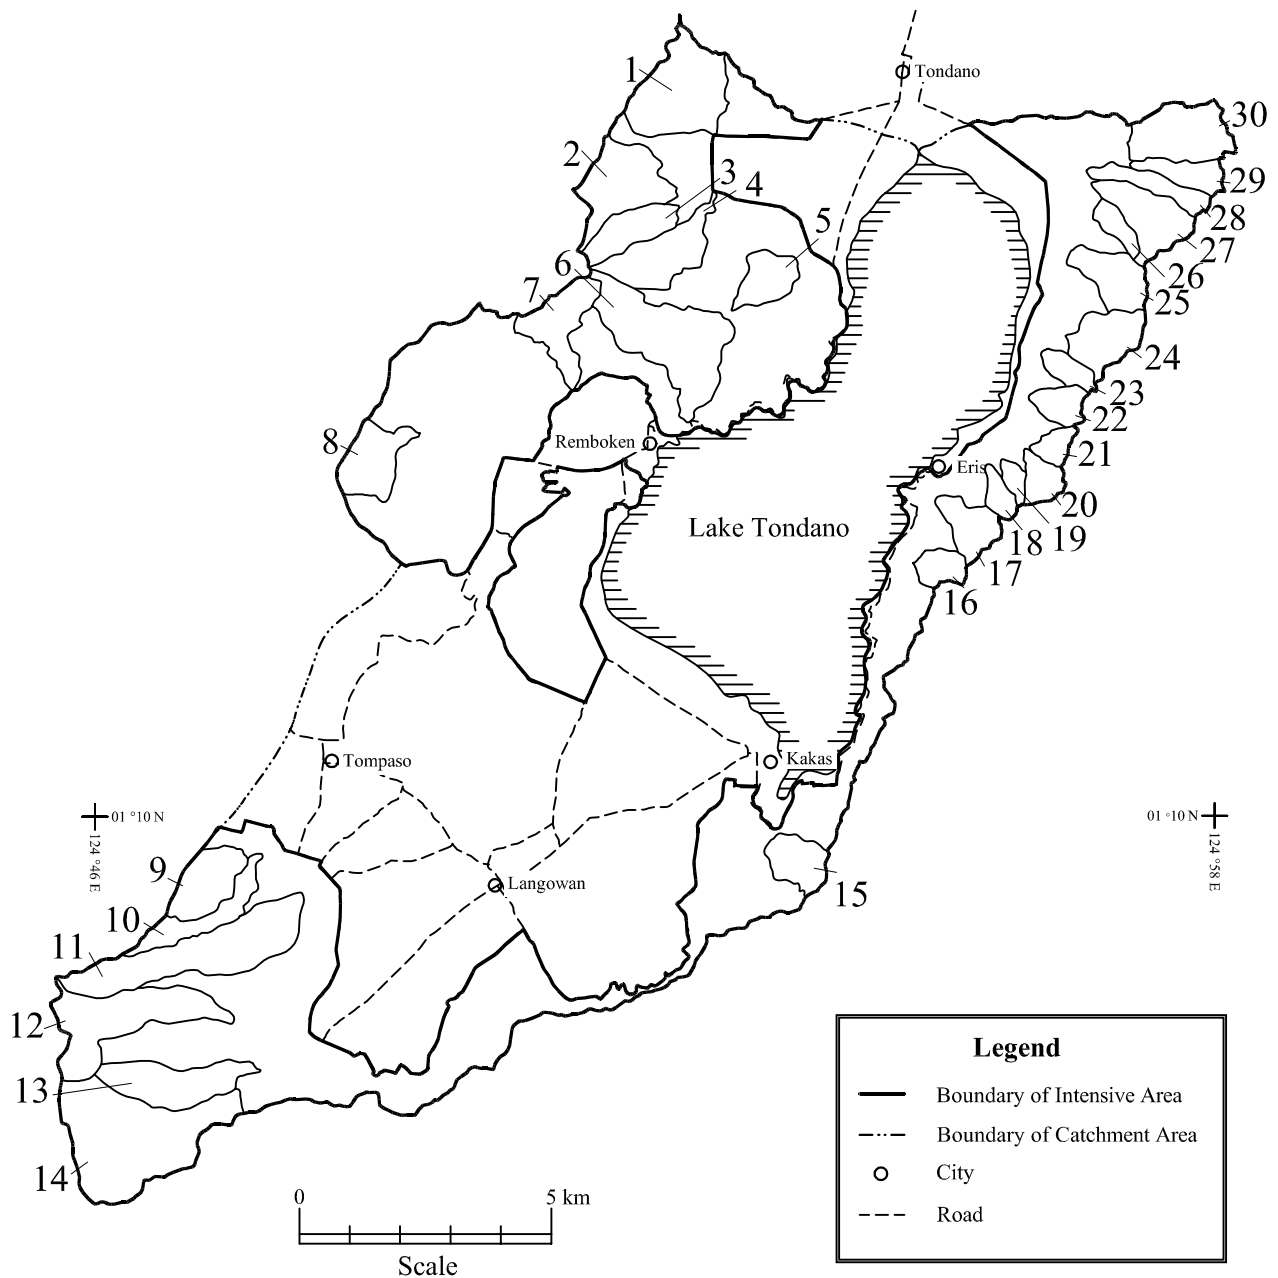 1
Tondano
30
2
3
4
29
28
5
27
6
26
7
25
24
23
22
8
Remboken
21
Eris
20
19
18
Lake Tondano
17
16
Tompaso
Kakas
01 °10 N
124 °46 E
01 °10 N
124 °58 E
9
Langowan
15
10
11
12
13
14
Legend
Boundary of Intensive Area
Boundary of Catchment Area
City
Road
0
5 km
Scale